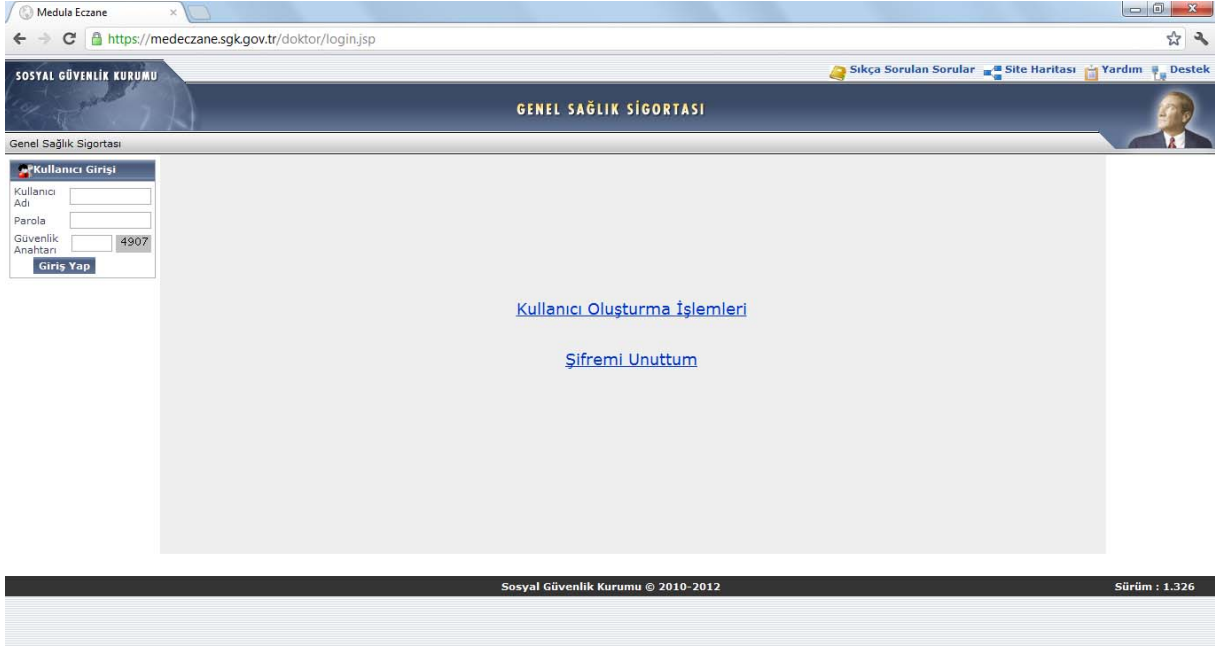 Medula Eczane
https://medeczane.sgk.gov.tr/doktor/login.jsp
SOSYAL GÜVENLİK KURUMU
Sıkça Sorulan Sorular Site Haritası Yardım Destek
GENEL SAĞLIK SİGORTASI
Genel Sağlık Sigortası
Kullanıcı Girişi
Kullanıcı
Adı
Parola
Güvenlik
Anahtarı
4907
Giriş Yap
Kullanıcı Oluşturma İşlemleri
Şifremi Unuttum
Sosyal Güvenlik Kurumu © 2010-2012 Sürüm : 1.326